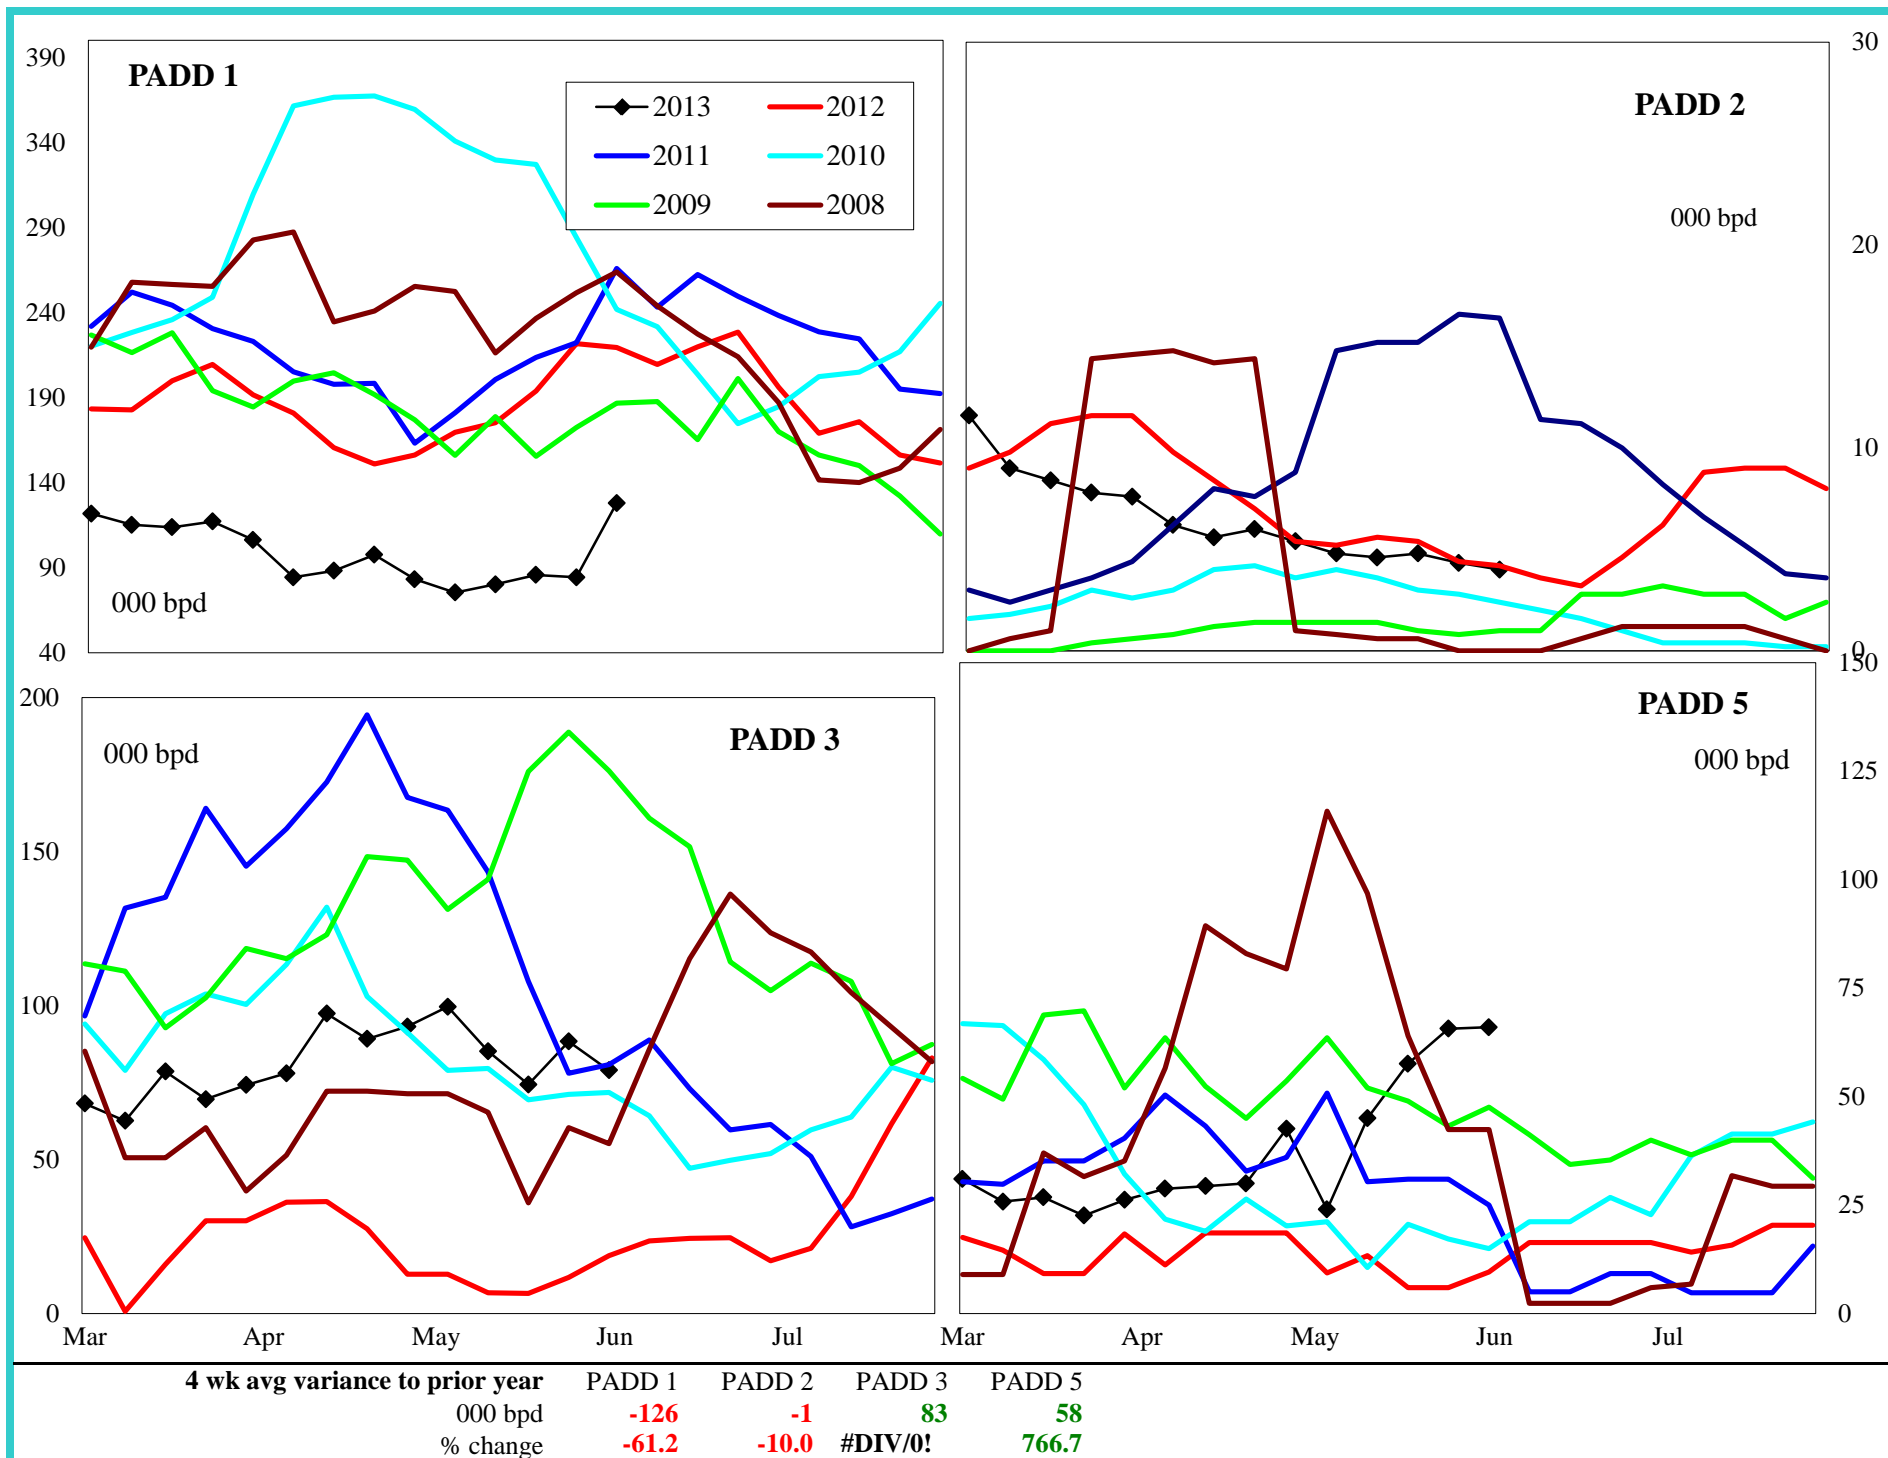 PADD 1
390
340
290
240
190
140
90
40
000 bpd
2013 2012
2011 2010
2009 2008
PADD 2
000 bpd
30
20
10
0
PADD 3
000 bpd
200
150
100
50
0
Mar Apr May Jun Jul
PADD 5
000 bpd
150
125
100
75
50
25
0
Mar Apr May Jun Jul
4 wk avg variance to prior year PADD 1 PADD 2 PADD 3 PADD 5
000 bpd -126 -1 83 58
% change -61.2 -10.0 #DIV/0! 766.7